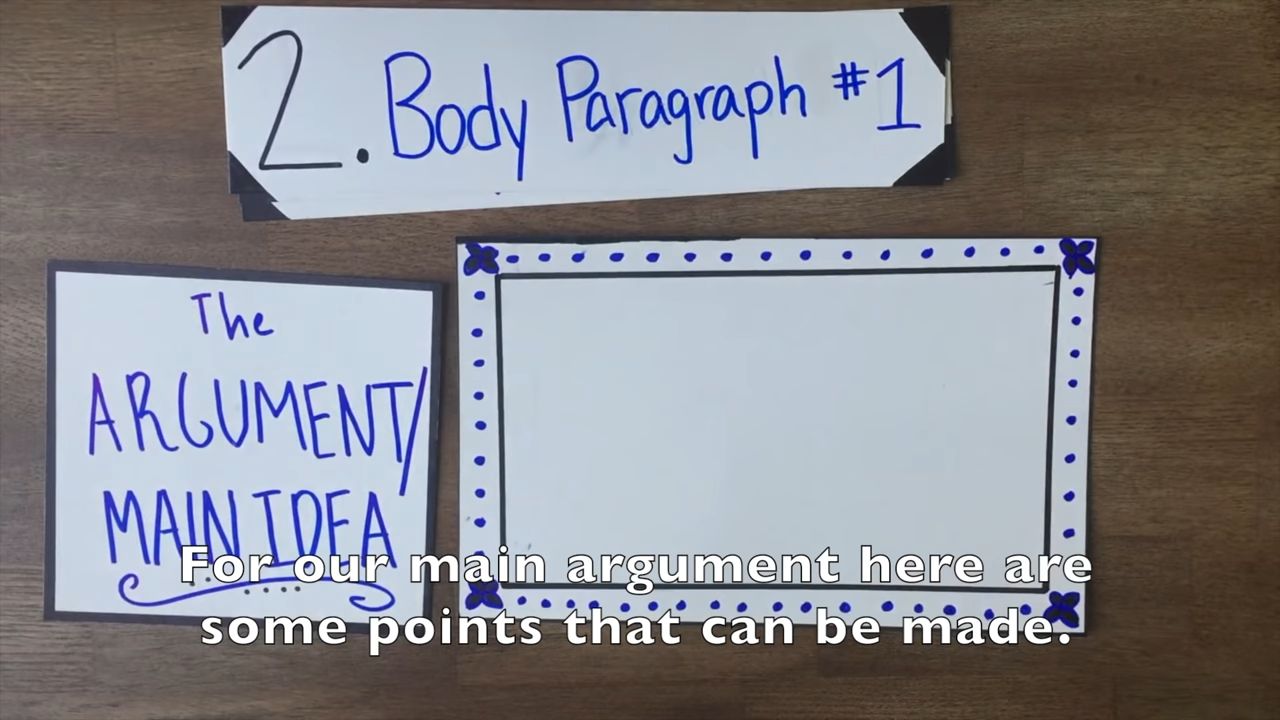 2. Body Paragraph #1
The
ARGUMENT/
MAIN IDEA
For our main argument here are
some points that can be made.